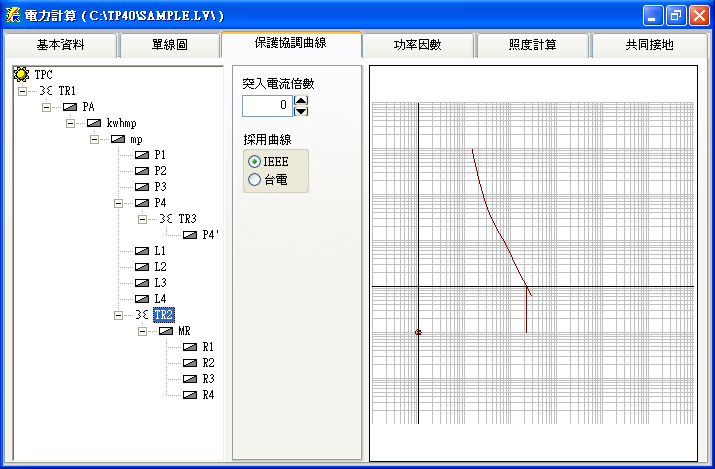 電力計算 ( C:\TP40\SAMPLE.LV\ )
基本資料
單線圖
保護協調曲線
功率因數
照度計算
共同接地
TPC
TR1
PA
kwhmp
mp
P1
P2
P3
P4
TR3
P4'
L1
L2
L3
L4
TR2
MR
R1
R2
R3
R4
突入電流倍數
0
採用曲線
IEEE
台電